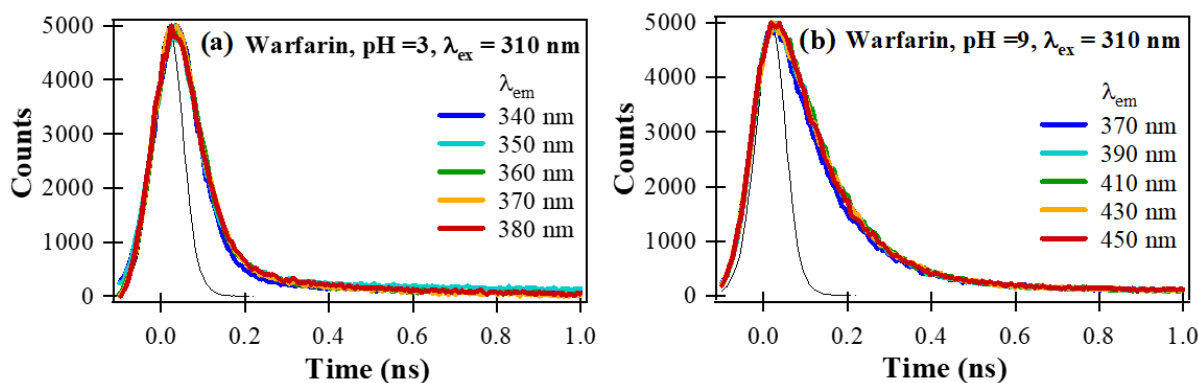 (a) Warfarin, pH =3, λex = 310 nm
λem
340 nm
350 nm
360 nm
370 nm
380 nm
Counts
5000
4000
3000
2000
1000
0
0.0 0.2 0.4 0.6 0.8 1.0
Time (ns)
(b) Warfarin, pH =9, λex = 310 nm
λem
370 nm
390 nm
410 nm
430 nm
450 nm
Counts
5000
4000
3000
2000
1000
0
0.0 0.2 0.4 0.6 0.8 1.0
Time (ns)